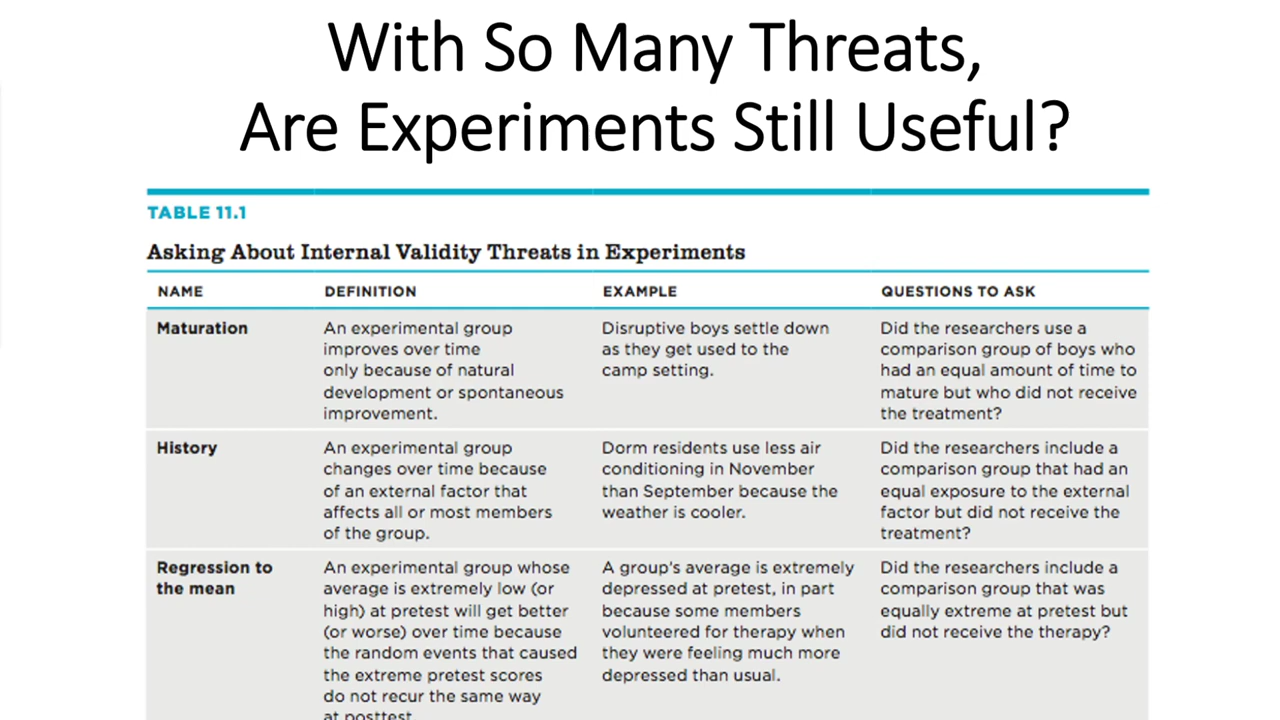 With So Many Threats,
Are Experiments Still Useful?
TABLE 11.1
Asking About Internal Validity Threats in Experiments
NAME DEFINITION EXAMPLE QUESTIONS TO ASK
Maturation
An experimental group
improves over time
only because of natural
development or spontaneous
improvement.
Disruptive boys settle down
as they get used to the
camp setting.
Did the researchers use a
comparison group of boys who
had an equal amount of time to
mature but who did not receive
the treatment?
History
An experimental group
changes over time because
of an external factor that
affects all or most members
of the group.
Dorm residents use less air
conditioning in November
than September because the
weather is cooler.
Did the researchers include a
comparison group that had an
equal exposure to the external
factor but did not receive the
treatment?
Regression to
the mean
An experimental group whose
average is extremely low (or
high) at pretest will get better
(or worse) over time because
the random events that caused
the extreme pretest scores
do not recur the same way
at posttest.
A group's average is extremely
depressed at pretest, in part
because some members
volunteered for therapy when
they were feeling much more
depressed than usual.
Did the researchers include a
comparison group that was
equally extreme at pretest but
did not receive the therapy?